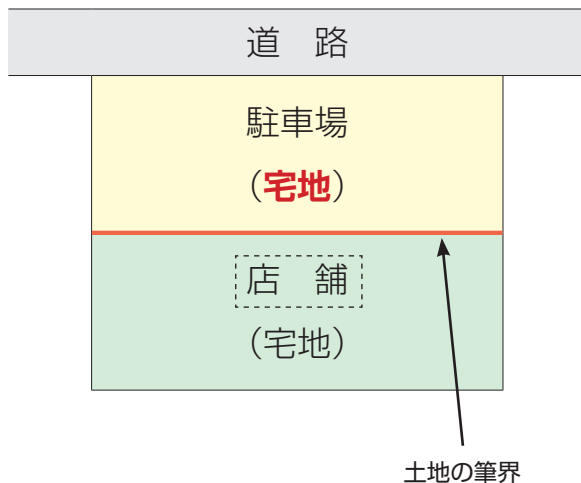 道　路
駐車場
（宅地）
店　舗
（宅地）
土地の筆界